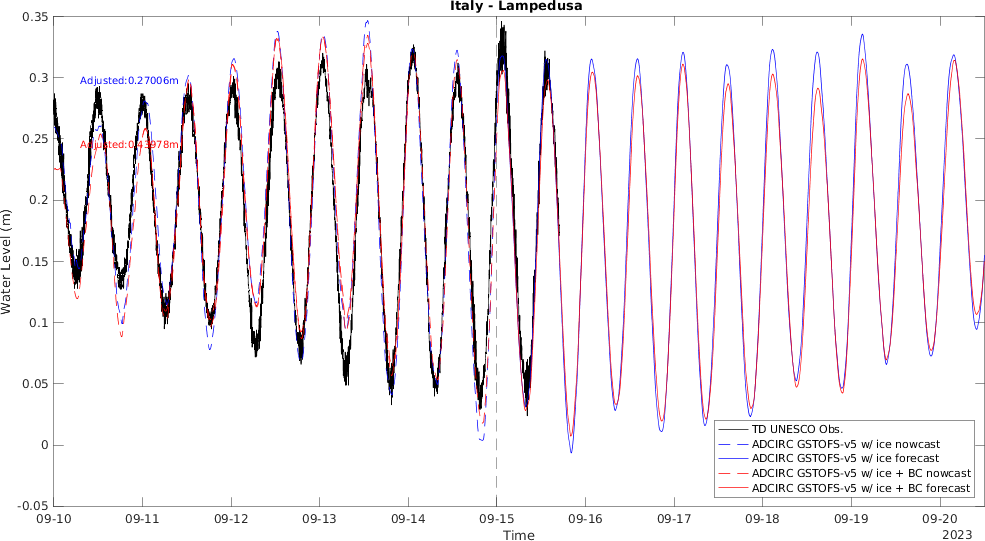 Italy - Lampedusa
0.35
0.3
0.25
0.2
0.15
0.1
0.05
0
-0.05
Water Level (m)
Adjusted:0.27006m
Adjusted:0.43978m
TD UNESCO Obs.
ADCIRC GSTOFS-v5 w/ ice nowcast
ADCIRC GSTOFS-v5 w/ ice forecast
ADCIRC GSTOFS-v5 w/ ice + BC nowcast
ADCIRC GSTOFS-v5 w/ ice + BC forecast
09-10 09-11 09-12 09-13 09-14 09-15 09-16 09-17 09-18 09-19 09-20
Time
2023